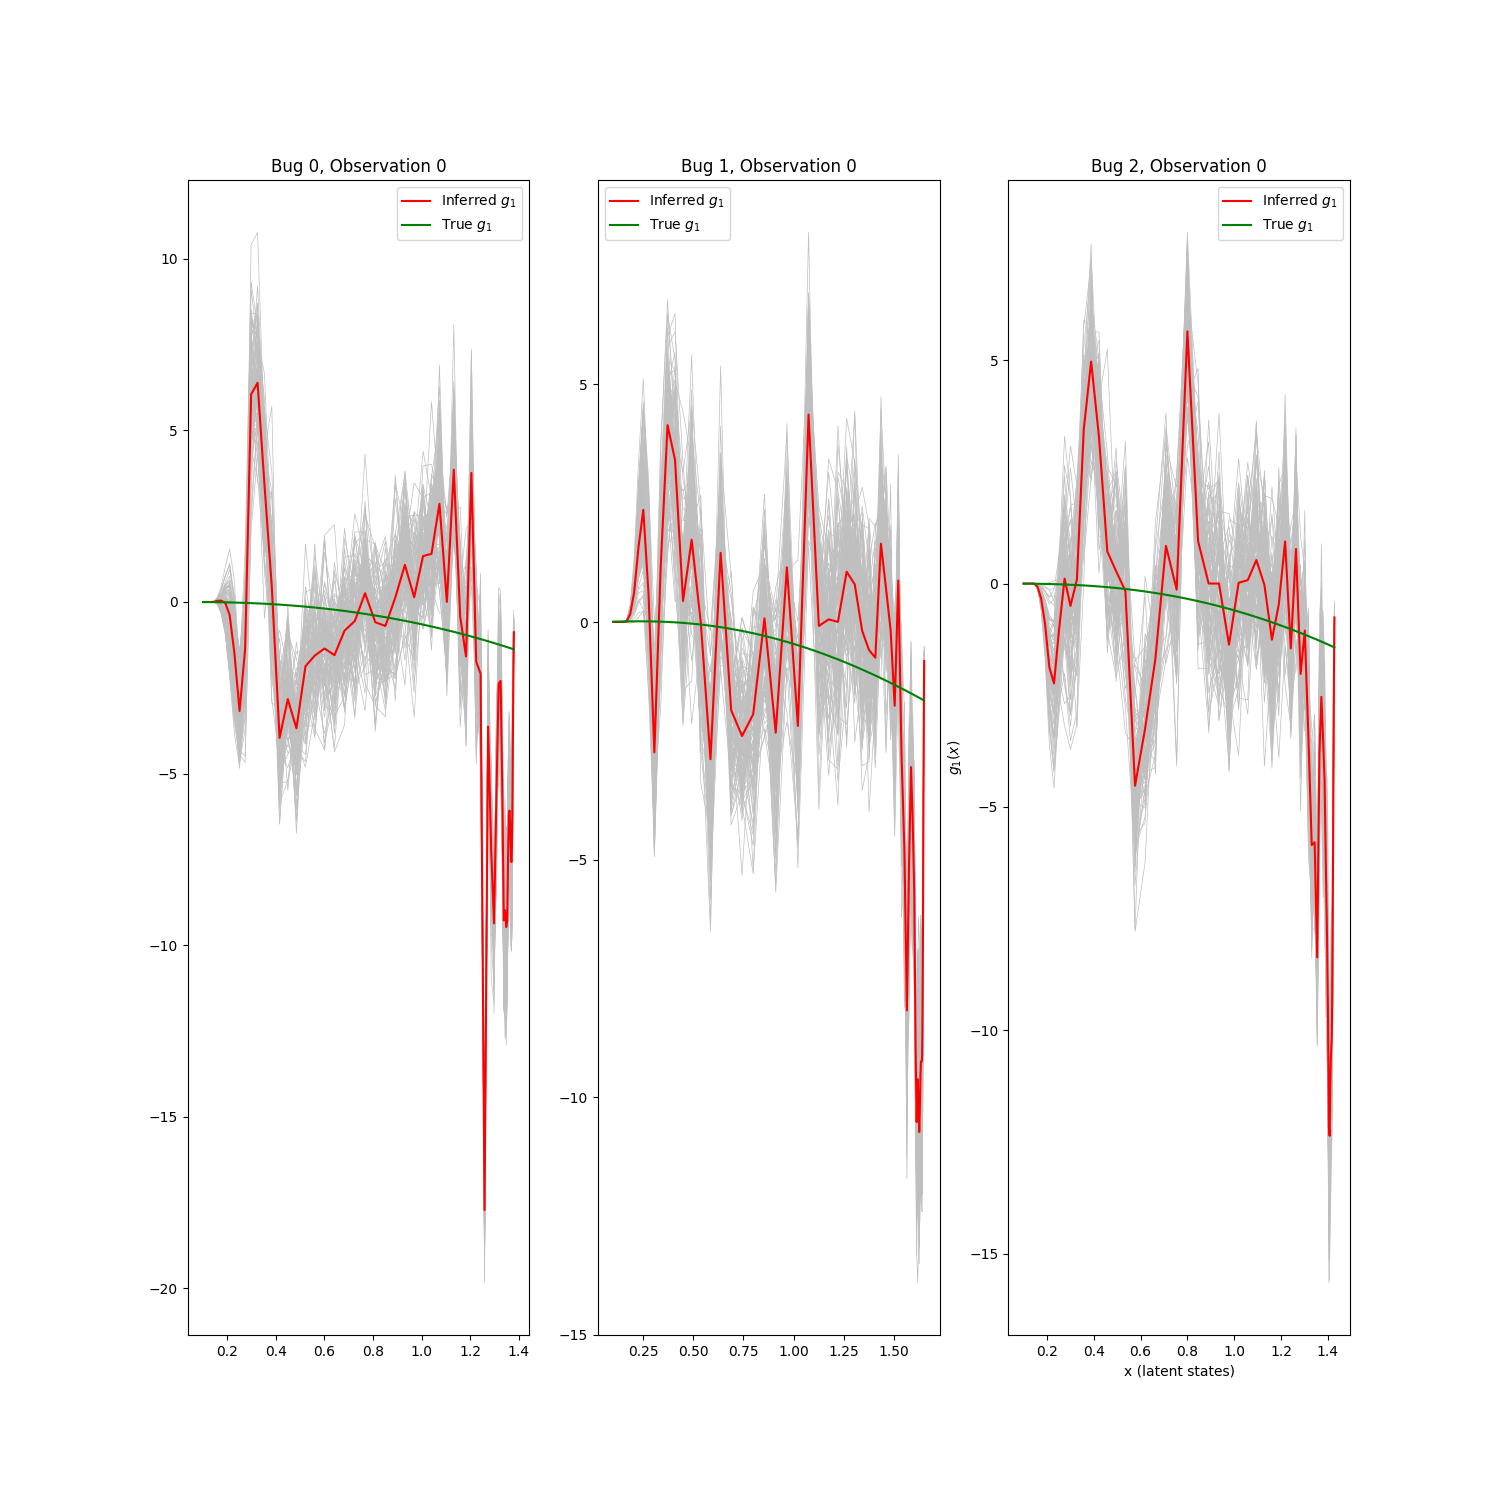 Bug 0, Observation 0
Inferred g₁
True g₁
10
5
0
−5
−10
−15
−20
0.2 0.4 0.6 0.8 1.0 1.2 1.4
Bug 1, Observation 0
Inferred g₁
True g₁
5
0
−5
−10
−15
0.25 0.50 0.75 1.00 1.25 1.50
Bug 2, Observation 0
Inferred g₁
True g₁
g₁(x)
5
0
−5
−10
−15
0.2 0.4 0.6 0.8 1.0 1.2 1.4
x (latent states)